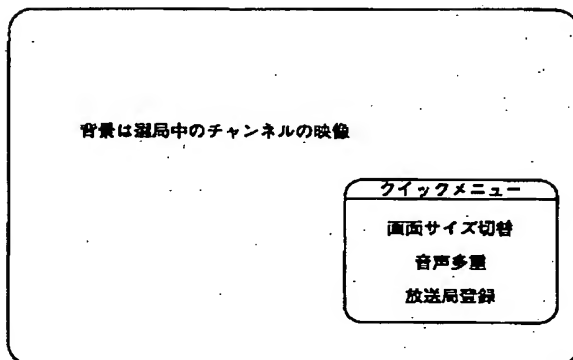 背景は選局中のチャンネルの映像
クイックメニュー
画面サイズ切替
音声多重
放送局登録